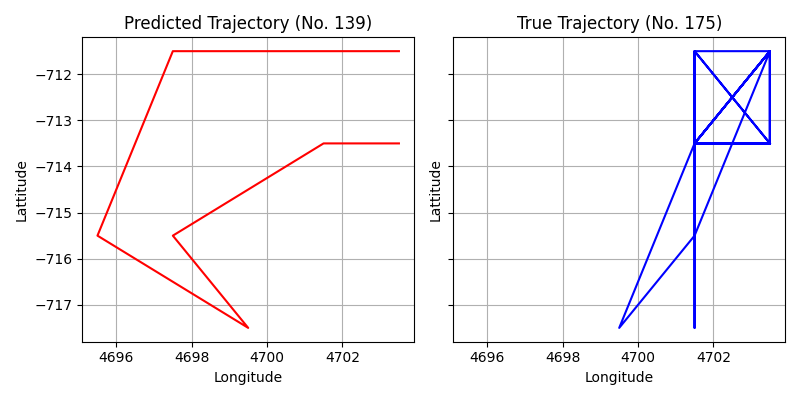 Predicted Trajectory (No. 139)
True Trajectory (No. 175)
−712
−713
−714
−715
−716
−717
Lattitude
Lattitude
4696 4698 4700 4702
4696 4698 4700 4702
Longitude
Longitude